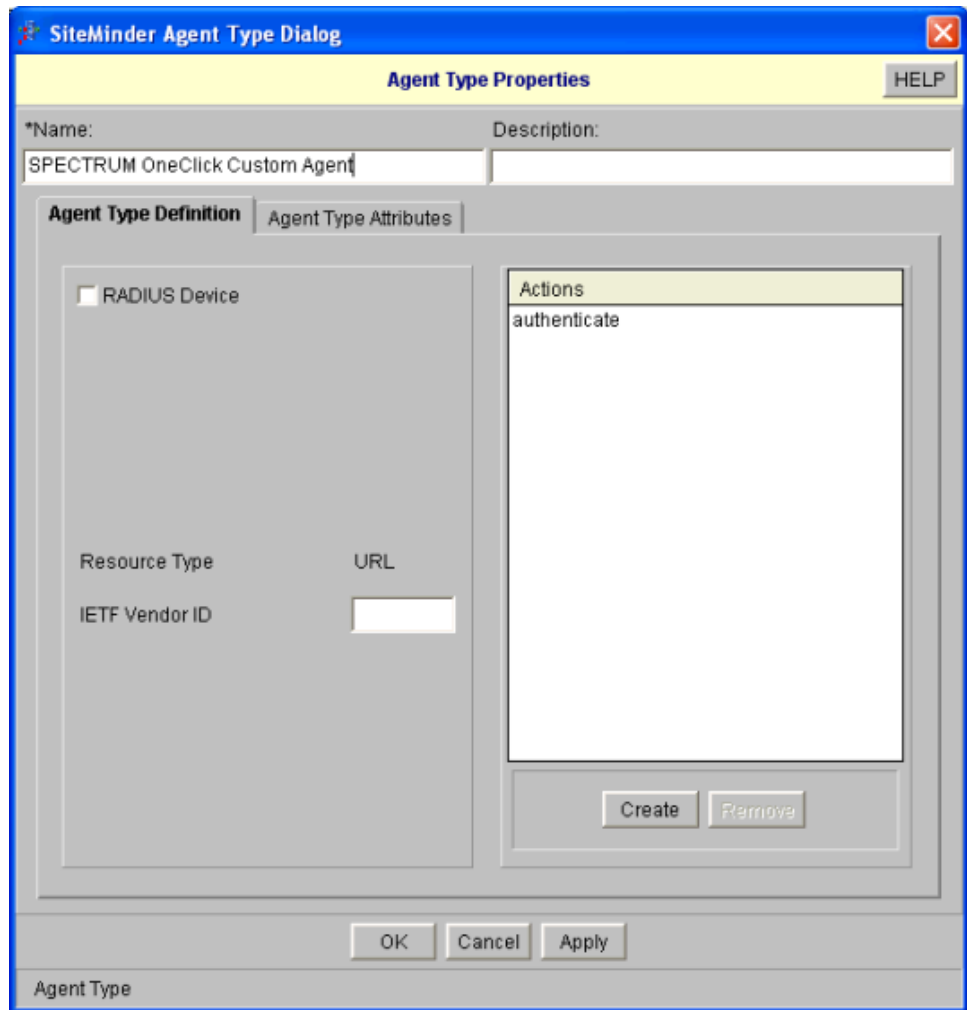 SiteMinder Agent Type Dialog
Agent Type Properties
HELP
*Name:
Description:
SPECTRUM OneClick Custom Agent
Agent Type Definition
Agent Type Attributes
RADIUS Device
Actions
authenticate
Resource Type
URL
IETF Vendor ID
Create
Remove
OK
Cancel
Apply
Agent Type